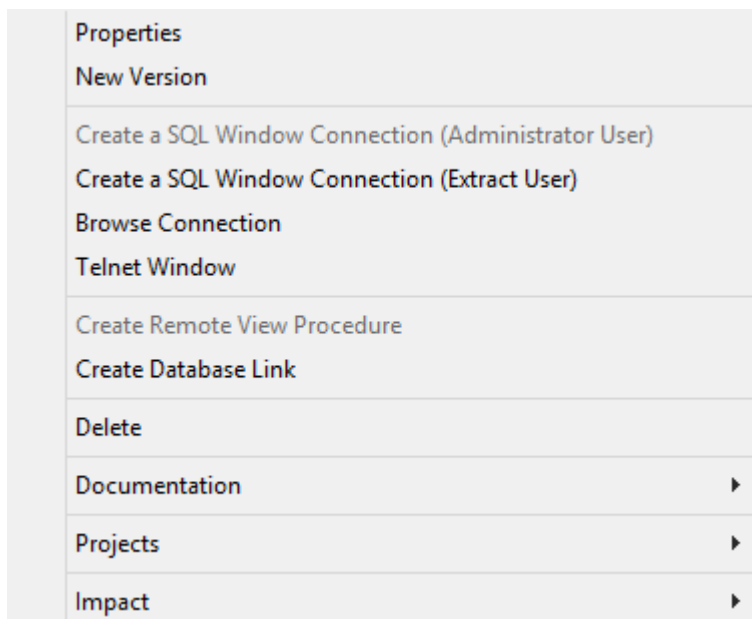 Properties
New Version
Create a SQL Window Connection (Administrator User)
Create a SQL Window Connection (Extract User)
Browse Connection
Telnet Window
Create Remote View Procedure
Create Database Link
Delete
Documentation
Projects
Impact